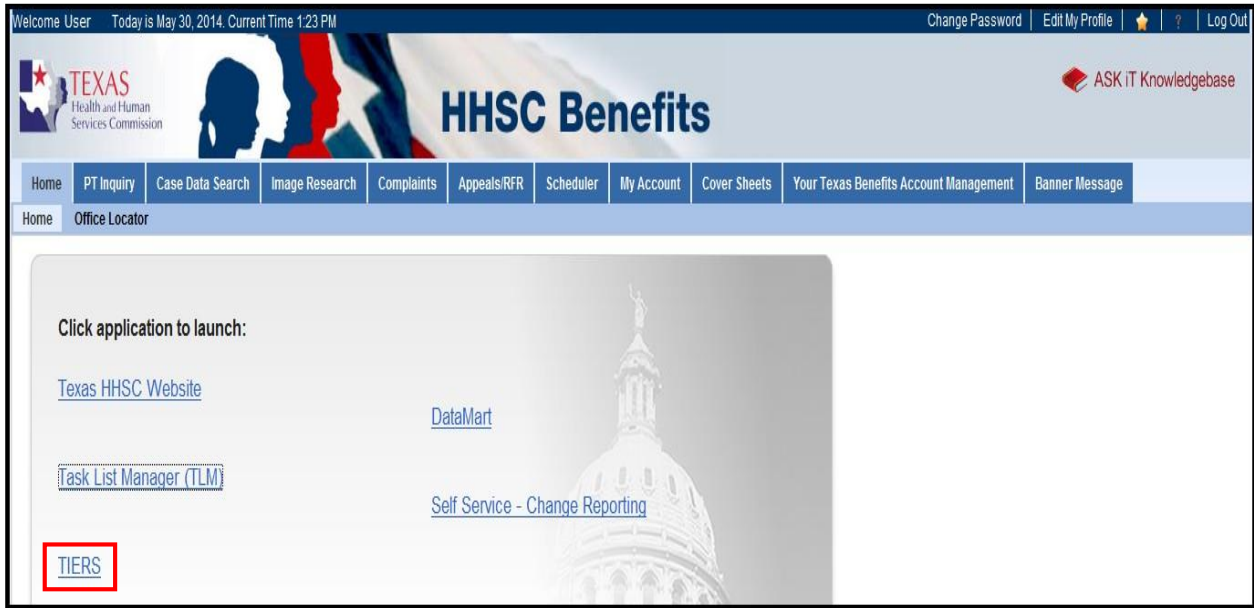 Welcome User Today is May 30, 2014. Current Time 1:23 PM Change Password | Edit My Profile | | ? | Log Out
TEXAS
Health and Human
Services Commission
HHSC Benefits
ASK iT Knowledgebase
Home PT Inquiry Case Data Search Image Research Complaints Appeals/RFR Scheduler My Account Cover Sheets Your Texas Benefits Account Management Banner Message
Home Office Locator
Click application to launch:
Texas HHSC Website
DataMart
Task List Manager (TLM)
Self Service - Change Reporting
TIERS